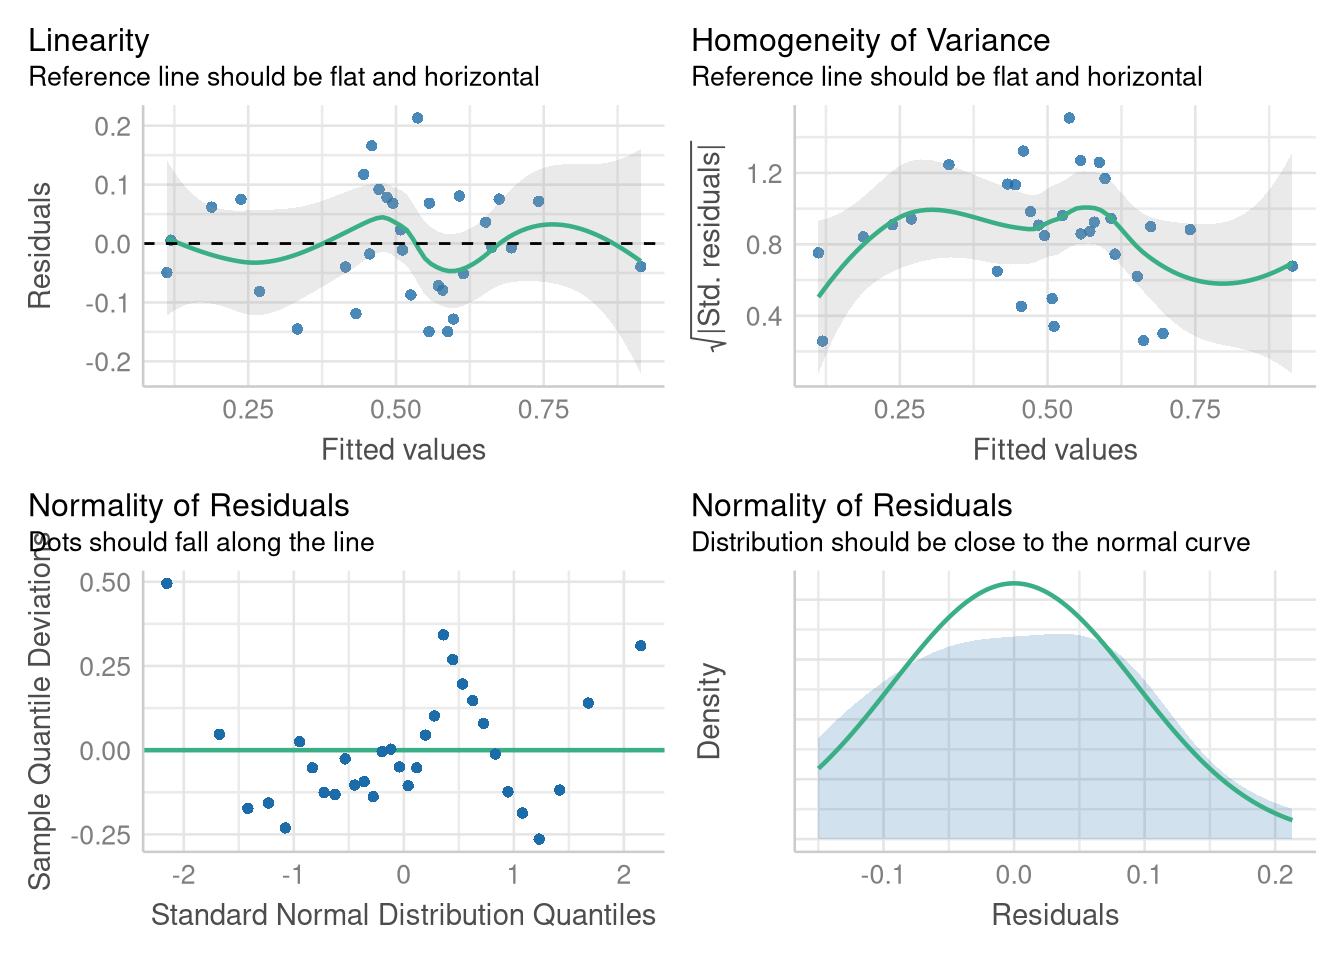 Linearity
Reference line should be flat and horizontal
0.2
0.1
0.0
-0.1
-0.2
Residuals
0.25 0.50 0.75
Fitted values
Homogeneity of Variance
Reference line should be flat and horizontal
1.2
0.8
0.4
√|Std. residuals|
0.25 0.50 0.75
Fitted values
Normality of Residuals
Dots should fall along the line
0.50
0.25
0.00
-0.25
Sample Quantile Deviations
-2 -1 0 1 2
Standard Normal Distribution Quantiles
Normality of Residuals
Distribution should be close to the normal curve
Density
-0.1 0.0 0.1 0.2
Residuals